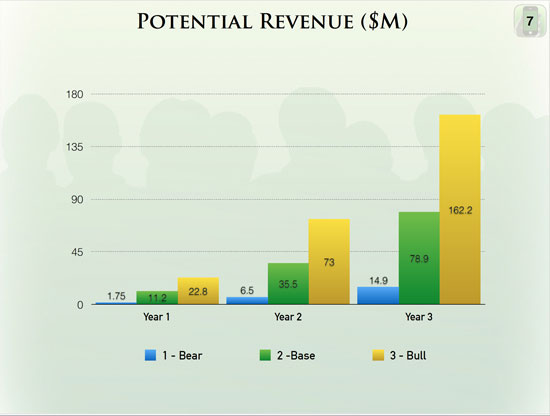 POTENTIAL REVENUE ($M)
7
180
135
90
45
0
1.75
11.2
22.8
6.5
35.5
73
14.9
78.9
162.2
Year 1
Year 2
Year 3
1 - Bear
2 -Base
3 - Bull